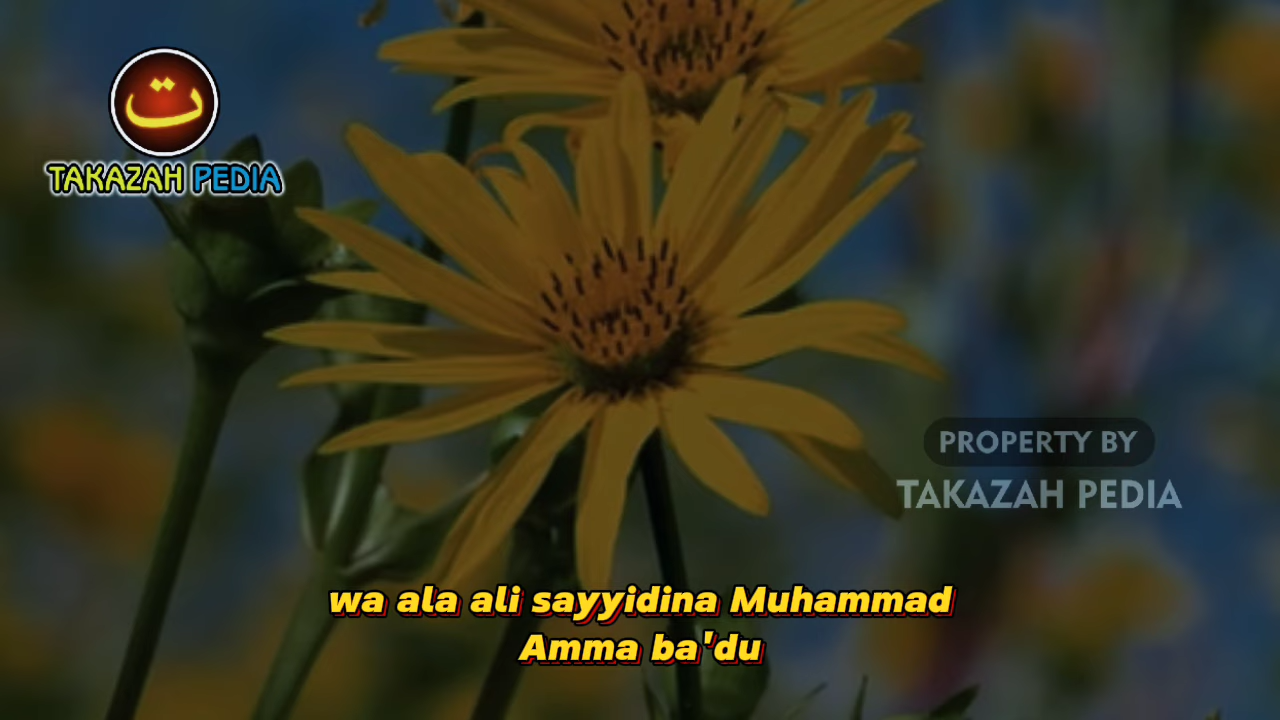 ت
TAKAZAH PEDIA
PROPERTY BY
TAKAZAH PEDIA
wa ala ali sayyidina Muhammad
Amma ba'du